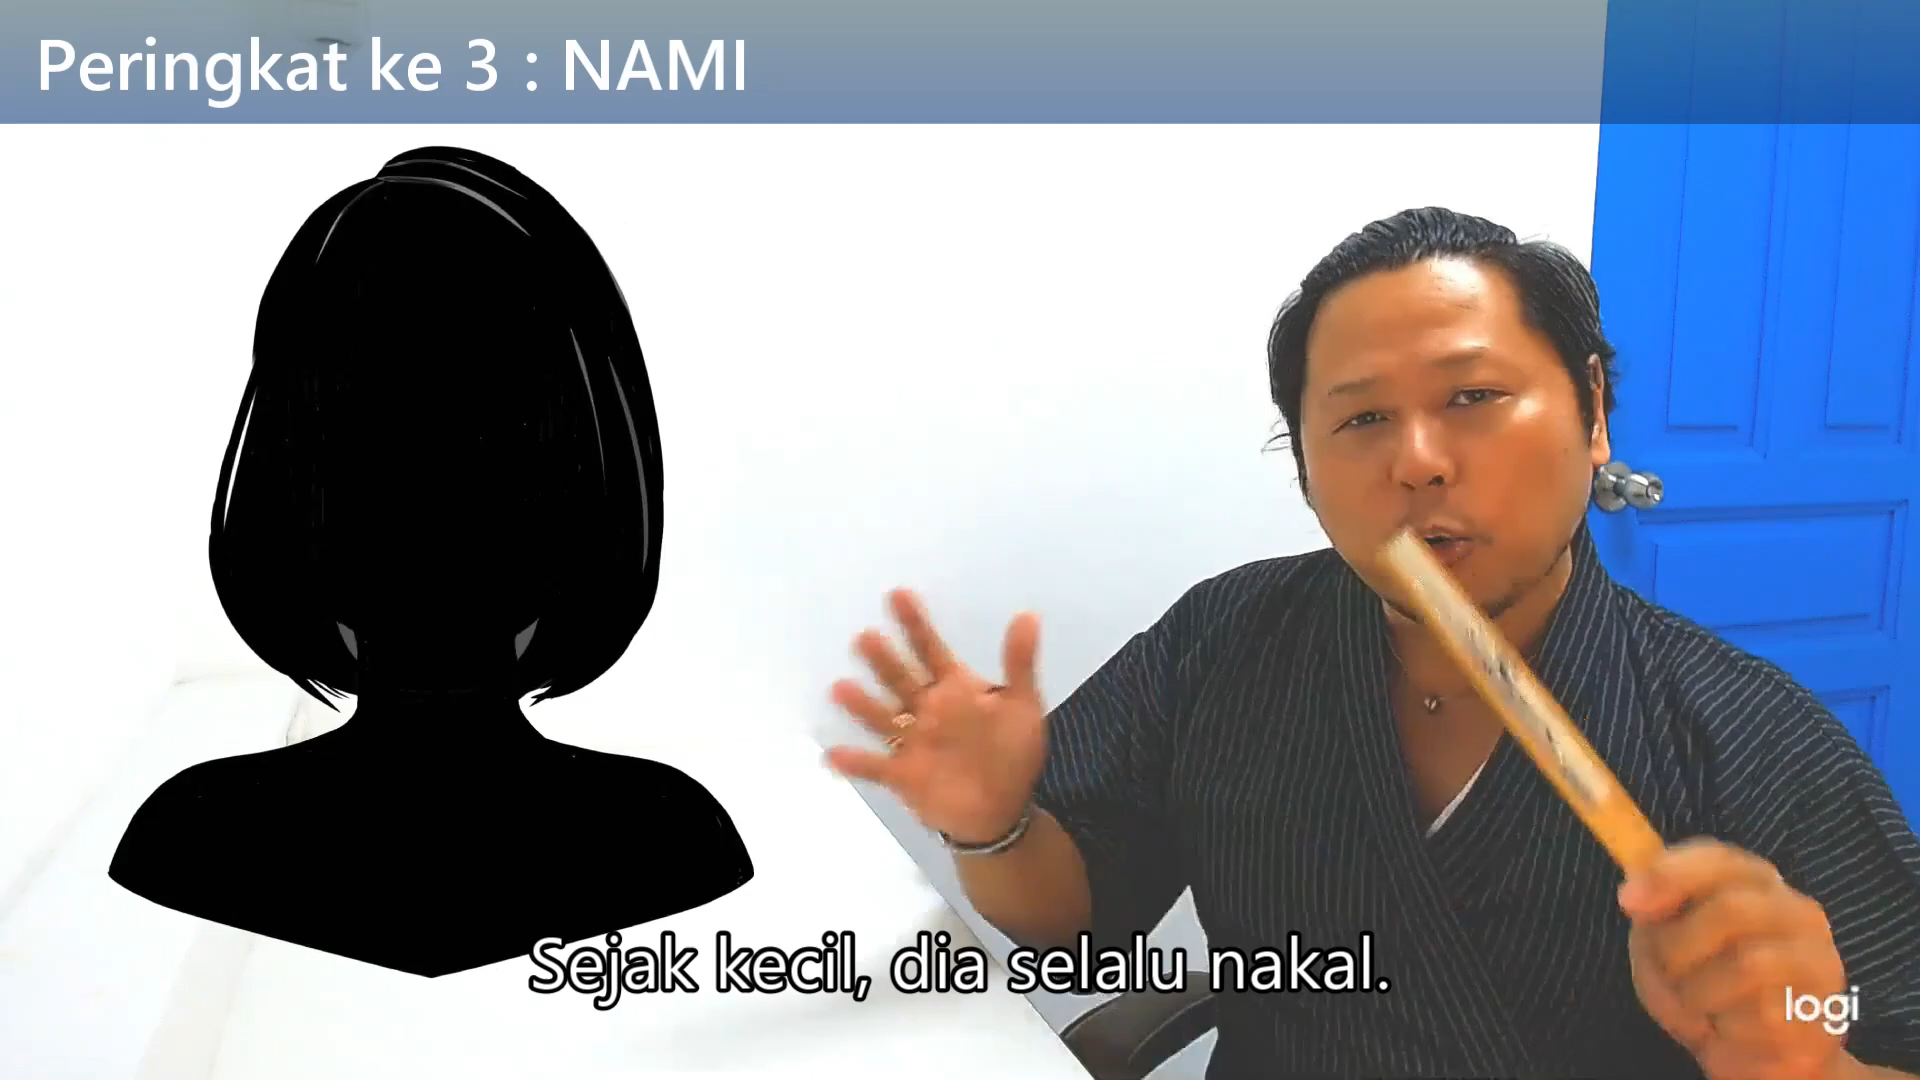 Peringkat ke 3 : NAMI
Sejak kecil, dia selalu nakal.
logi